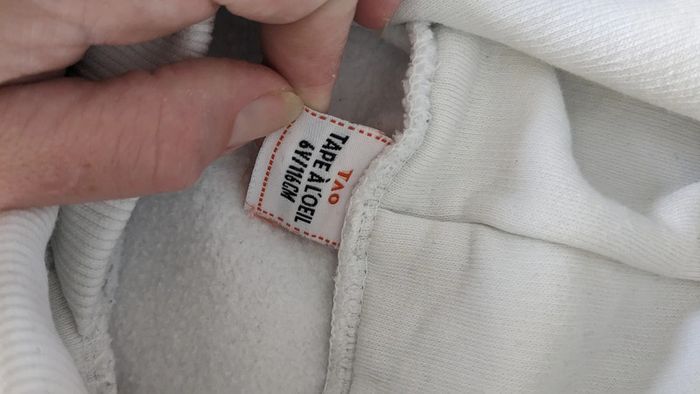 TAO
TAPE À L'OEIL
6Y/116CM